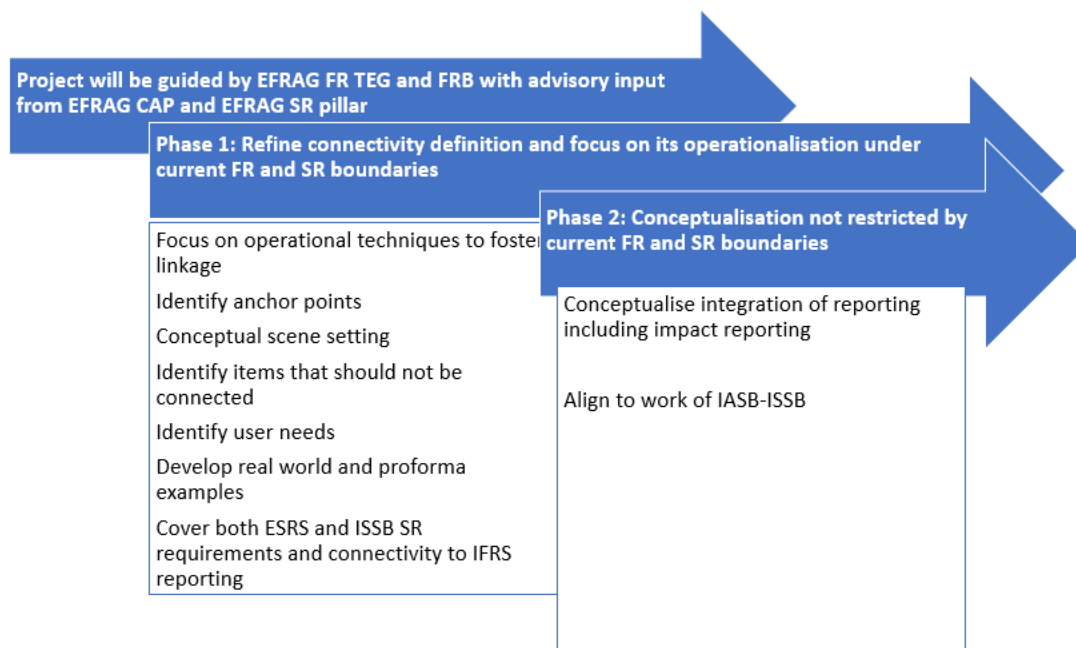 Project will be guided by EFRAG FR TEG and FRB with advisory input
from EFRAG CAP and EFRAG SR pillar
Phase 1: Refine connectivity definition and focus on its operationalisation under
current FR and SR boundaries
Focus on operational techniques to foster
linkage
Identify anchor points
Conceptual scene setting
Identify items that should not be
connected
Identify user needs
Develop real world and proforma
examples
Cover both ESRS and ISSB SR
requirements and connectivity to IFRS
reporting
Phase 2: Conceptualisation not restricted by
current FR and SR boundaries
Conceptualise integration of reporting
including impact reporting
Align to work of IASB-ISSB